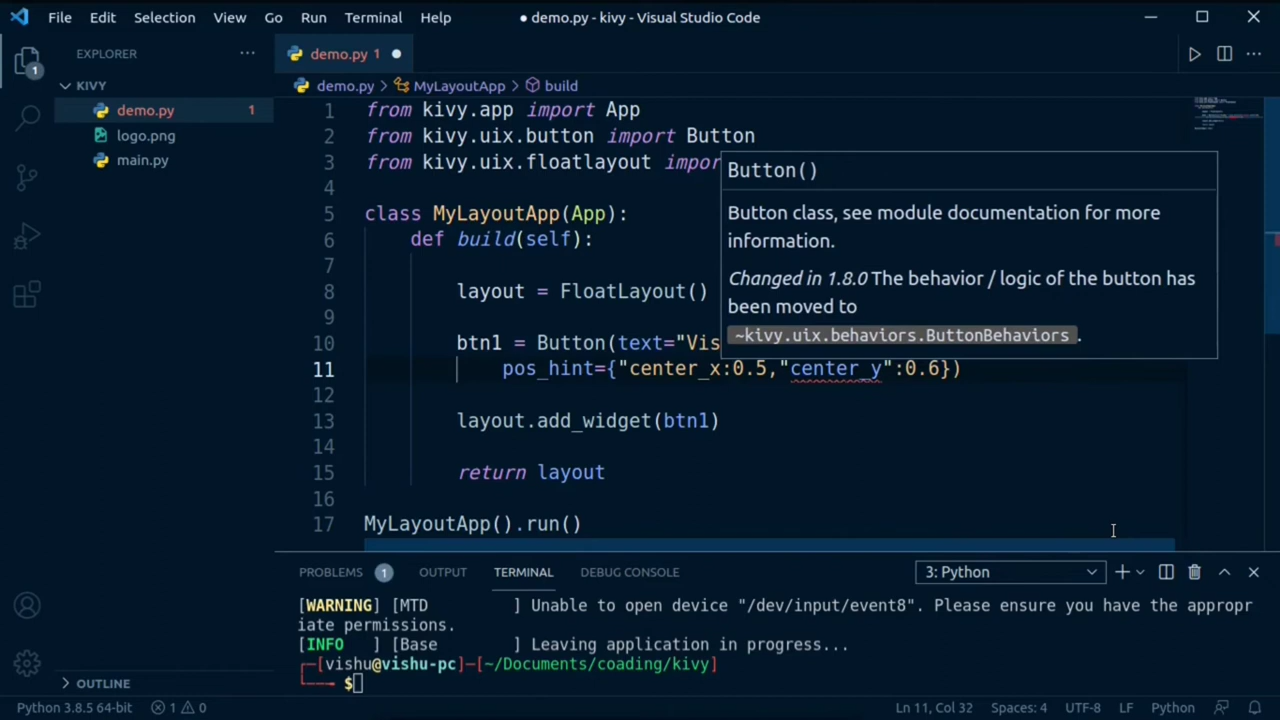 File Edit Selection View Go Run Terminal Help ● demo.py - kivy - Visual Studio Code
EXPLORER ··· demo.py 1 ●
1
KIVY demo.py > MyLayoutApp > build
demo.py 1
logo.png
main.py
1 from kivy.app import App
2 from kivy.uix.button import Button
3 from kivy.uix.floatlayout impor
4
5 class MyLayoutApp(App):
6 def build(self):
7
8 layout = FloatLayout()
9
10 btn1 = Button(text="Vis
11 pos_hint={"center_x:0.5,"center_y":0.6})
12
13 layout.add_widget(btn1)
14
15 return layout
16
17 MyLayoutApp().run()
Button()
Button class, see module documentation for more
information.
Changed in 1.8.0 The behavior / logic of the button has
been moved to
~kivy.uix.behaviors.ButtonBehaviors .
PROBLEMS 1 OUTPUT TERMINAL DEBUG CONSOLE 3: Python
[WARNING] [MTD ] Unable to open device "/dev/input/event8". Please ensure you have the appropr
iate permissions.
[INFO ] [Base ] Leaving application in progress...
┌─[vishu@vishu-pc]─[~/Documents/coading/kivy]
└──╼ $
OUTLINE
Python 3.8.5 64-bit 1 0 Ln 11, Col 32 Spaces: 4 UTF-8 LF Python